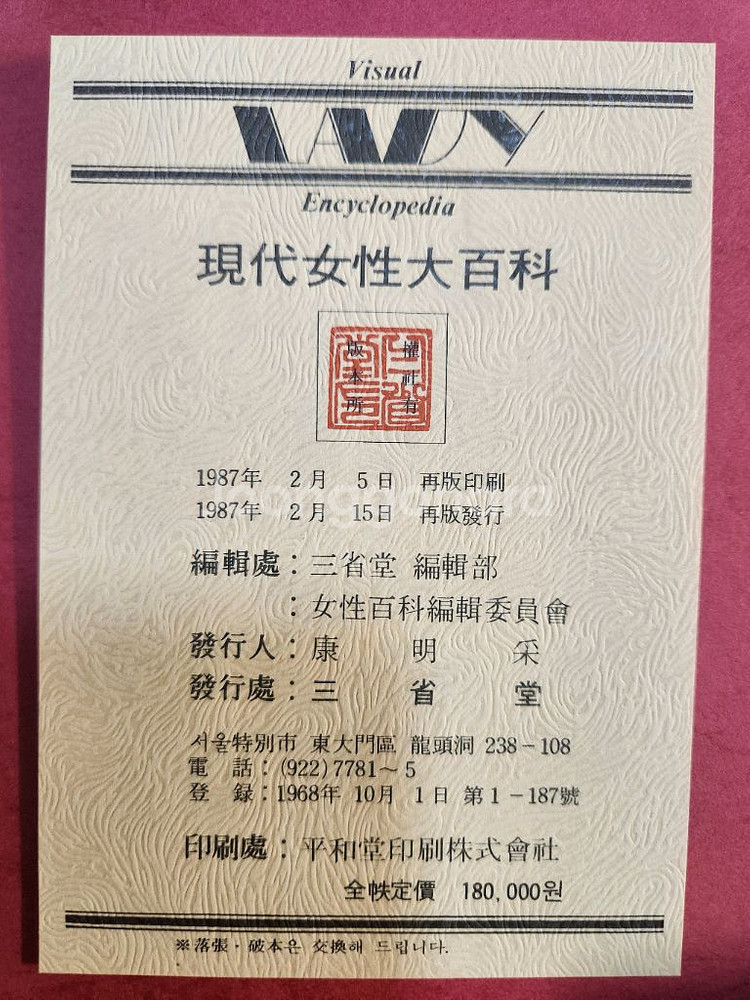 Visual
LADY
Encyclopedia
現代女性大百科
版權
本社
所有
1987年 2月 5日 再版印刷
1987年 2月 15日 再版發行
編輯處：三省堂 編輯部
：女性百科編輯委員會
發行人：康 明 采
發行處：三 省 堂
서울特別市 東大門區 龍頭洞 238－108
電 話：(922)7781～5
登 錄：1968年 10月 1日 第1－187號
印刷處：平和堂印刷株式會社
全帙定價 180,000원
※落張·破本은 交換해 드립니다.